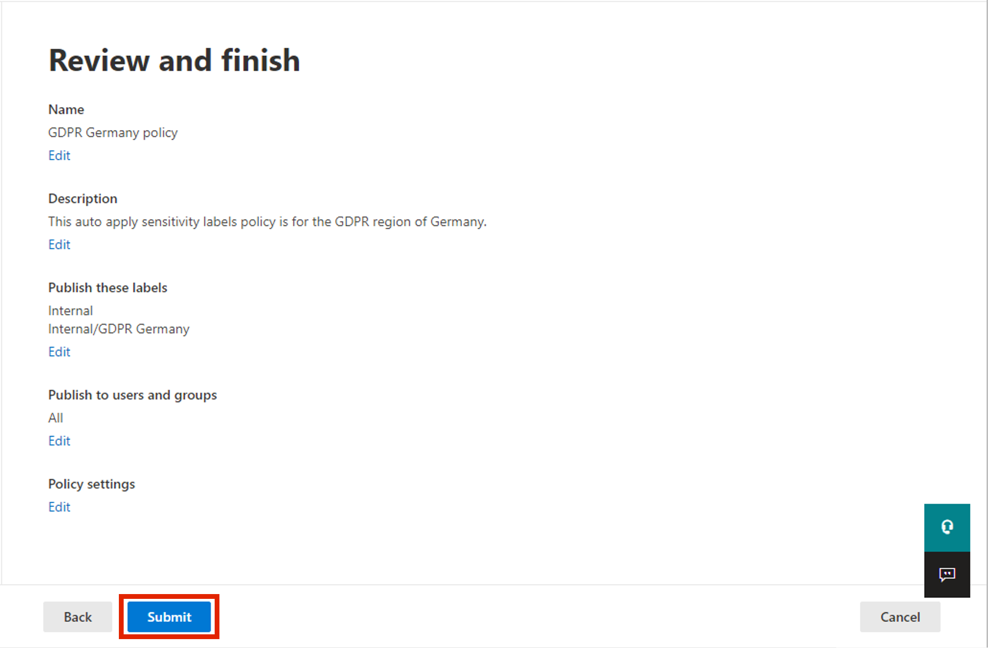 Review and finish
Name
GDPR Germany policy
Edit
Description
This auto apply sensitivity labels policy is for the GDPR region of Germany.
Edit
Publish these labels
Internal
Internal/GDPR Germany
Edit
Publish to users and groups
All
Edit
Policy settings
Edit
Back
Submit
Cancel